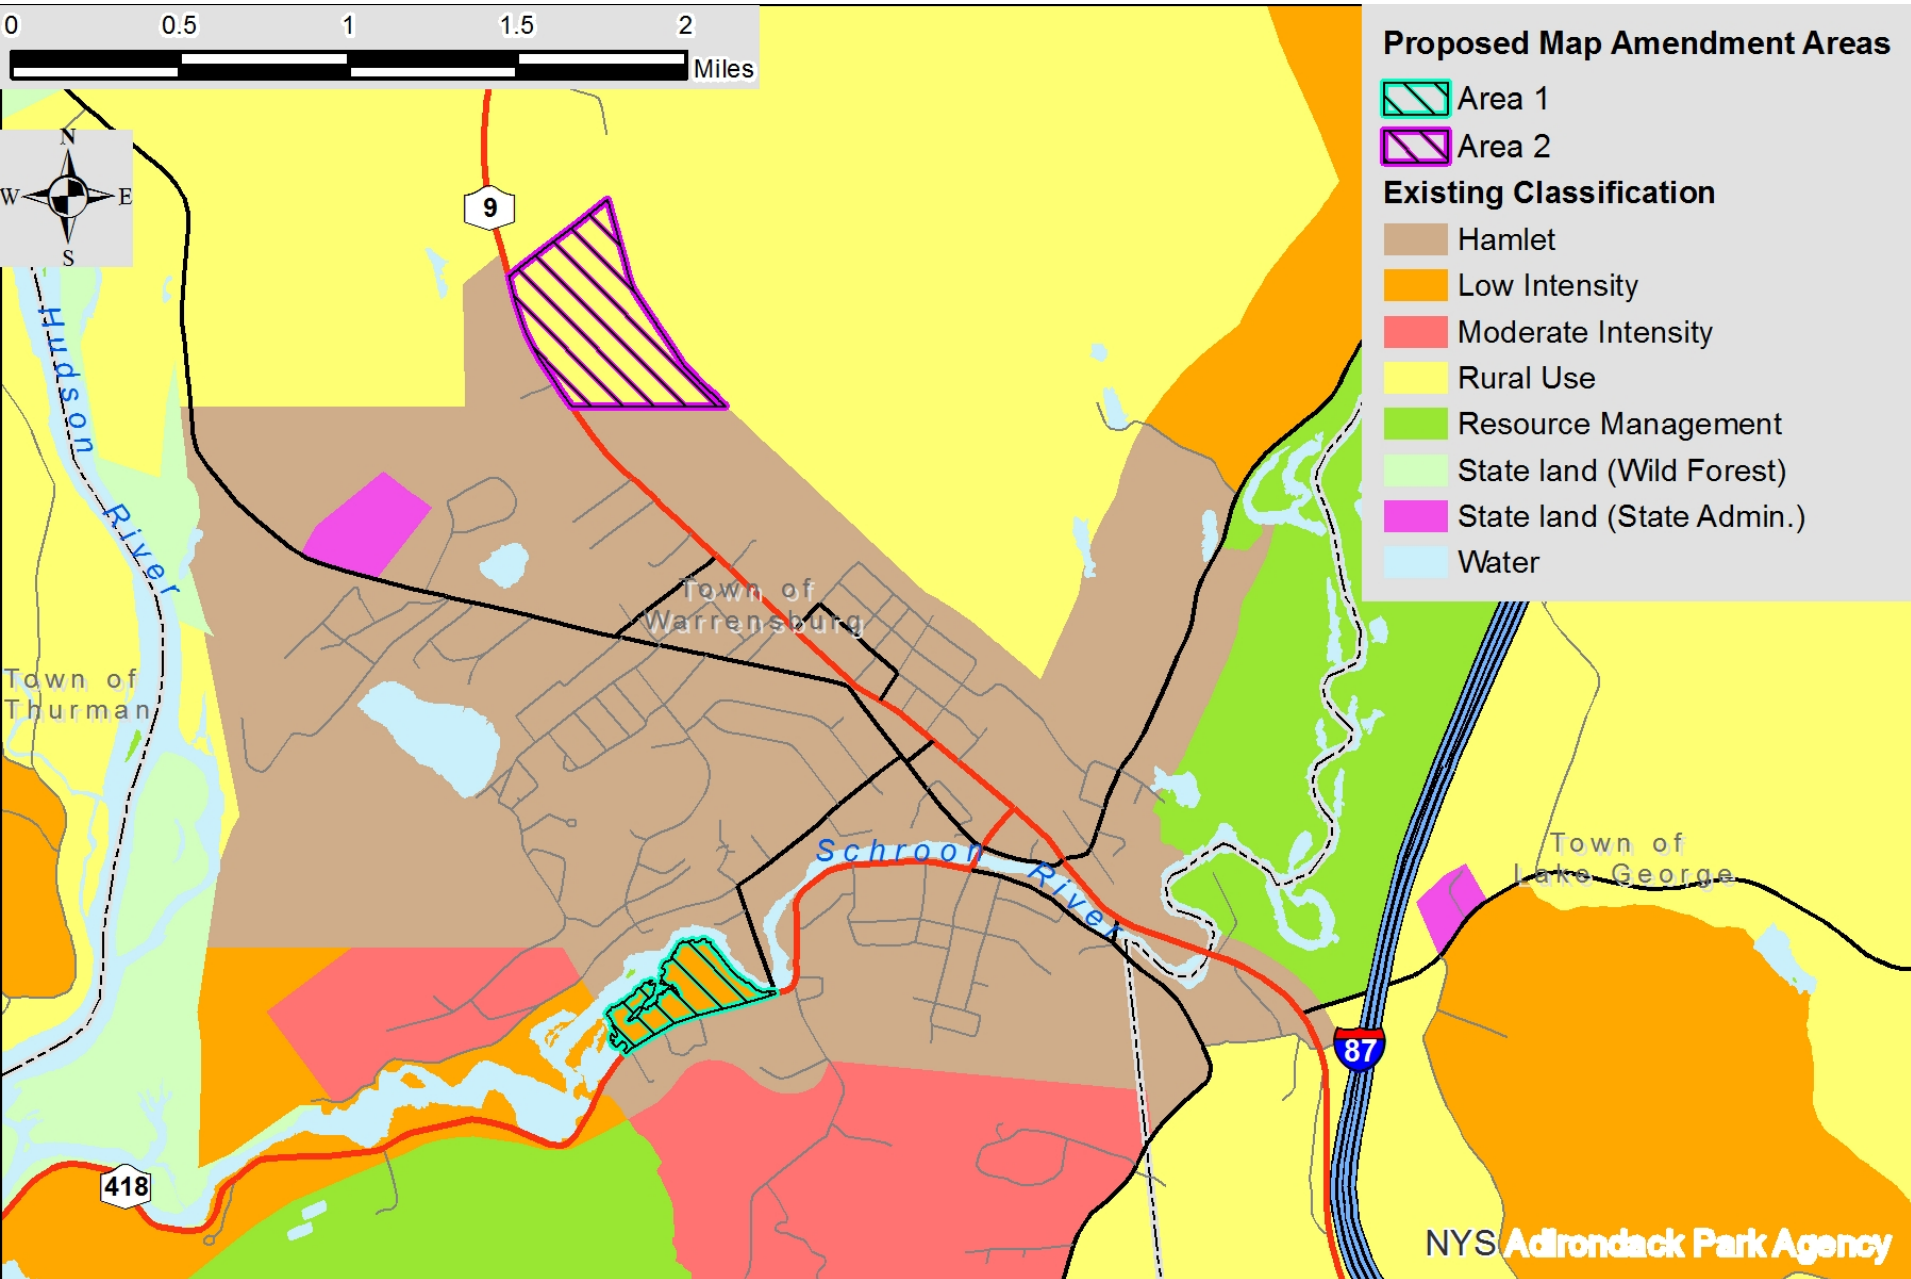 0 0.5 1 1.5 2
Miles
N
W E
S
9
Hudson River
Town of
Warrensburg
Town of
Thurman
Schroon River
Town of
Lake George
87
418
Proposed Map Amendment Areas
Area 1
Area 2
Existing Classification
Hamlet
Low Intensity
Moderate Intensity
Rural Use
Resource Management
State land (Wild Forest)
State land (State Admin.)
Water
NYS Adirondack Park Agency